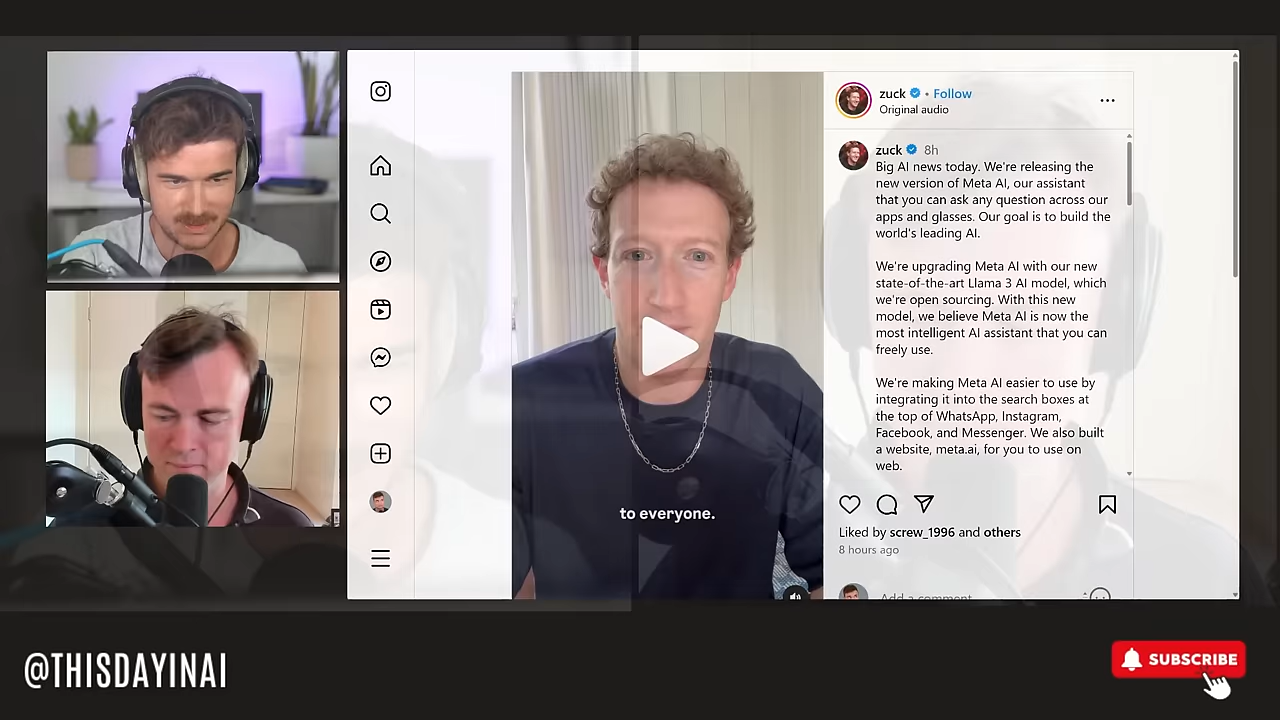 zuck • Follow
Original audio
zuck 8h
Big AI news today. We're releasing the
new version of Meta AI, our assistant
that you can ask any question across our
apps and glasses. Our goal is to build the
world's leading AI.
We're upgrading Meta AI with our new
state-of-the-art Llama 3 AI model, which
we're open sourcing. With this new
model, we believe Meta AI is now the
most intelligent AI assistant that you can
freely use.
We're making Meta AI easier to use by
integrating it into the search boxes at
the top of WhatsApp, Instagram,
Facebook, and Messenger. We also built
a website, meta.ai, for you to use on
web.
to everyone.
Liked by screw_1996 and others
8 hours ago
Add a comment
@THISDAYINAI
SUBSCRIBE